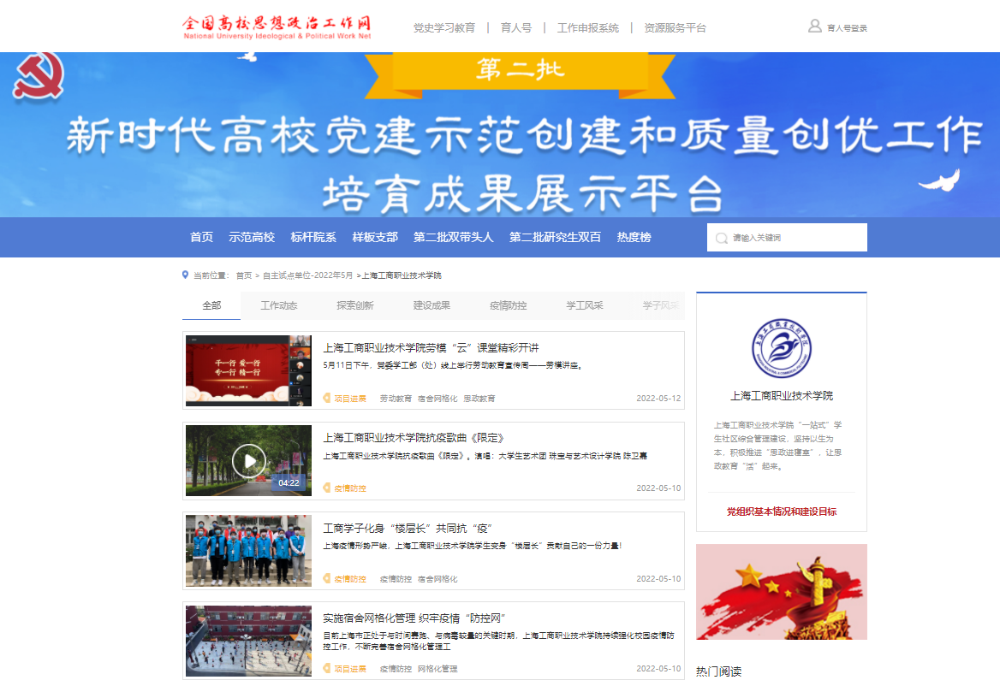 全国高校思想政治工作网
National University Ideological & Political Work Net
党史学习教育 | 育人号 | 工作申报系统 | 资源服务平台
育人号登录
第二批
新时代高校党建示范创建和质量创优工作
培育成果展示平台
首页 示范高校 标杆院系 样板支部 第二批双带头人 第二批研究生双百 热度榜
请输入关键词
当前位置： 首页 > 自主试点单位-2022年5月 >上海工商职业技术学院
全部 工作动态 探索创新 建设成果 疫情防控 学工风采 学子风采
干一行 爱一行
专一行 精一行
上海工商职业技术学院劳模“云”课堂精彩开讲
5月11日下午，党委学工部（处）线上举行劳动教育宣传周——劳模讲座。
项目进展 劳动教育 宿舍网格化 思政教育 2022-05-12
04:22
上海工商职业技术学院抗疫歌曲《限定》
上海工商职业技术学院抗疫歌曲《限定》。演唱：大学生艺术团 珠宝与艺术设计学院 陈卫嘉
疫情防控 2022-05-10
工商学子化身“楼层长”共同抗“疫”
上海疫情形势严峻，上海工商职业技术学院学生变身“楼层长”贡献自己的一份力量！
疫情防控 疫情防控 宿舍网格化 2022-05-10
实施宿舍网格化管理 织牢疫情“防控网”
目前上海市正处于与时间赛跑、与病毒较量的关键时期，上海工商职业技术学院持续强化校园疫情防
控工作，不断完善宿舍网格化管理工
项目进展 疫情防控 网格化管理 2022-05-10
上海工商职业技术学院
上海工商职业技术学院“一站式”学
生社区综合管理建设，坚持以生为
本，积极推进“思政进寝室”，让思
政教育“活”起来。
党组织基本情况和建设目标
热门阅读